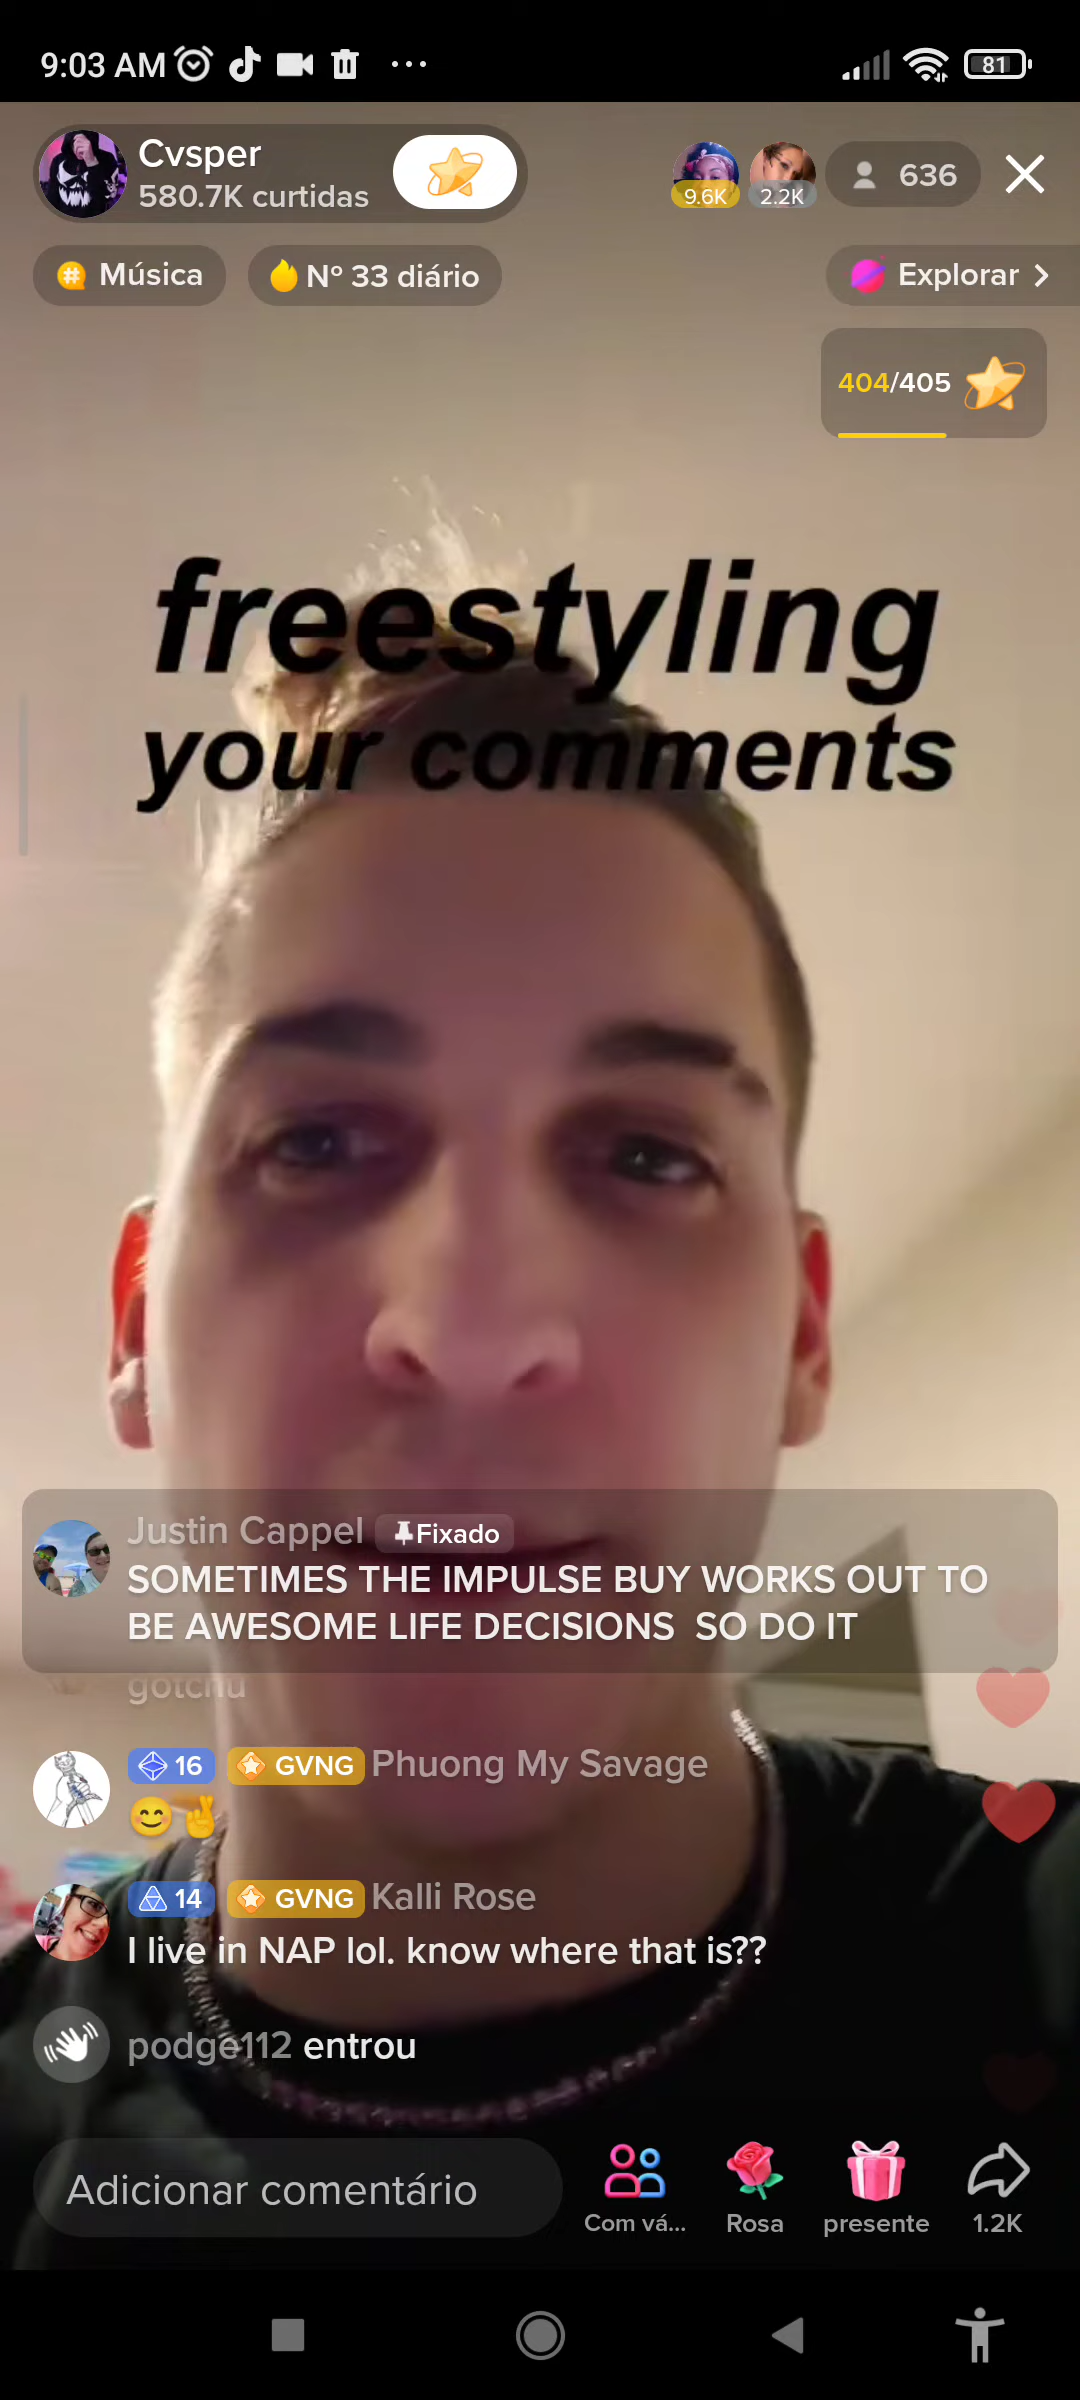 9:03 AM
81
Cvsper
580.7K curtidas
9.6K
2.2K
636
Música
Nº 33 diário
Explorar
404/405
freestyling
your comments
Justin Cappel Fixado
SOMETIMES THE IMPULSE BUY WORKS OUT TO
BE AWESOME LIFE DECISIONS SO DO IT
gotchu
16 GVNG Phuong My Savage
14 GVNG Kalli Rose
I live in NAP lol. know where that is??
podge112 entrou
Adicionar comentário
Com vá...
Rosa
presente
1.2K